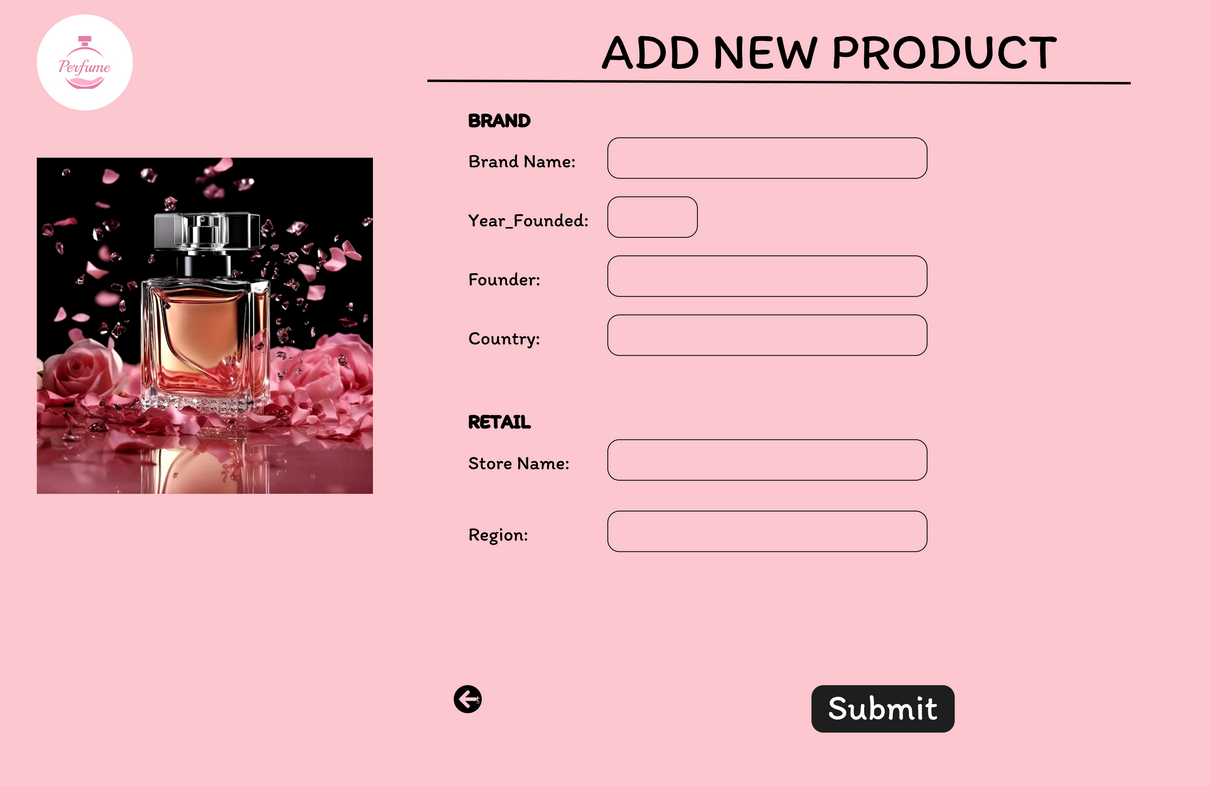 Perfume
ADD NEW PRODUCT
BRAND
Brand Name:
Year_Founded:
Founder:
Country:
RETAIL
Store Name:
Region:
Submit